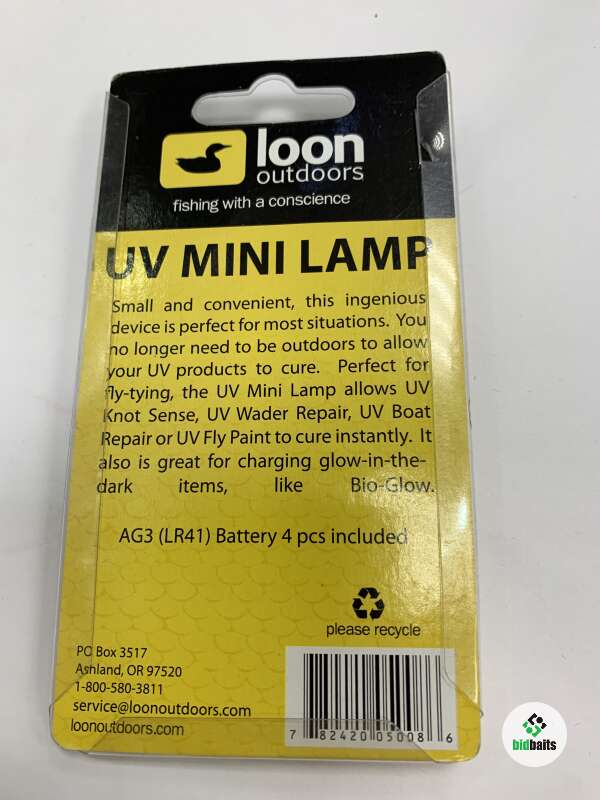 loon
outdoors
fishing with a conscience
UV MINI LAMP
Small and convenient, this ingenious
device is perfect for most situations. You
no longer need to be outdoors to allow
your UV products to cure. Perfect for
fly-tying, the UV Mini Lamp allows UV
Knot Sense, UV Wader Repair, UV Boat
Repair or UV Fly Paint to cure instantly. It
also is great for charging glow-in-the-
dark items, like Bio-Glow.
AG3 (LR41) Battery 4 pcs included
please recycle
PO Box 3517
Ashland, OR 97520
1-800-580-3811
service@loonoutdoors.com
loonoutdoors.com
7 82420 05008 6
bidbaits